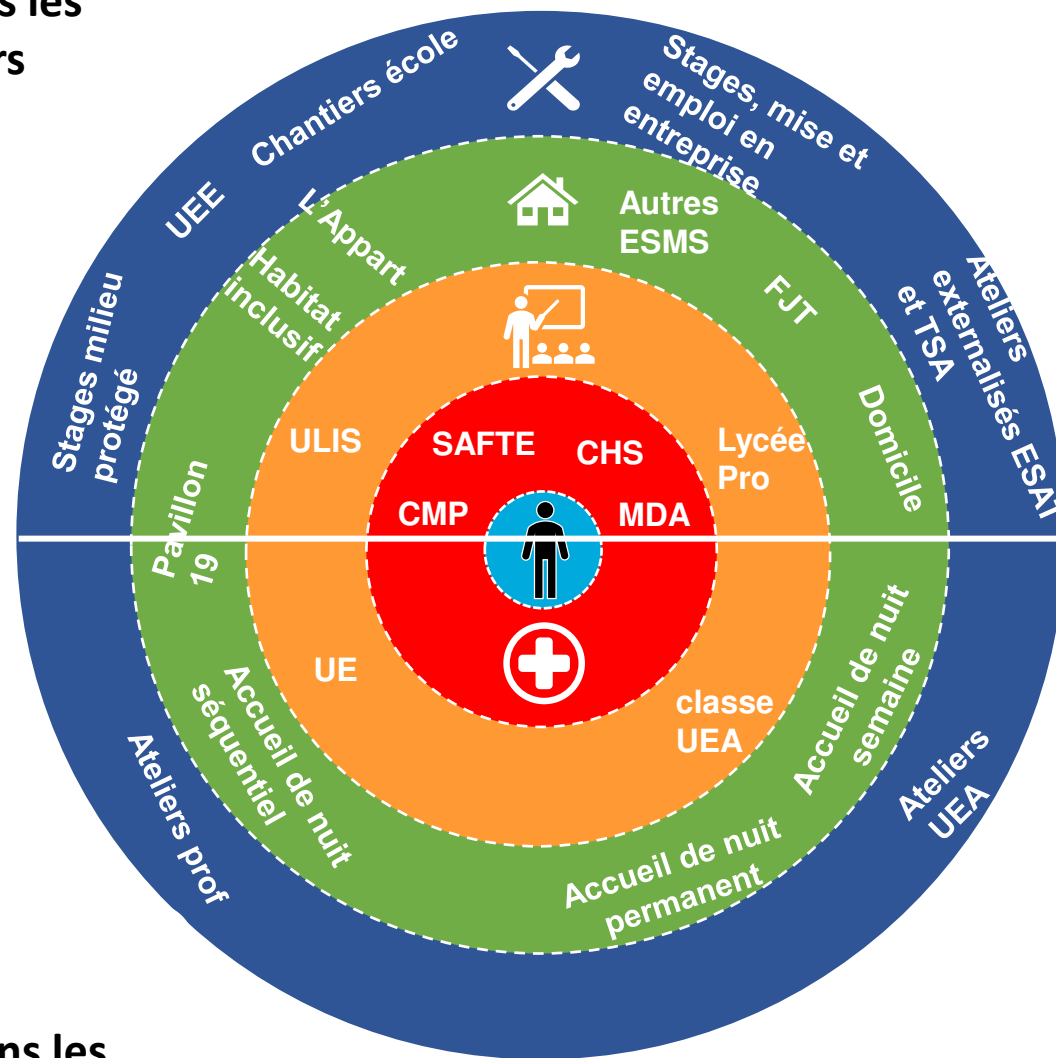 s les
rs
Chantiers école
Stages, mise et
emploi en
entreprise
UEE
L'Appart
Autres
ESMS
Habitat
inclusif
FJT
Ateliers
externalisés ESAT
et TSA
Stages milieu
protégé
Domicile
ULIS
SAFTE
CHS
Lycée
Pro
CMP
MDA
Pavillon
19
UE
classe
UEA
Accueil de nuit
semaine
Accueil de nuit
séquentiel
Ateliers
UEA
Ateliers prof
Accueil de nuit
permanent
ns les